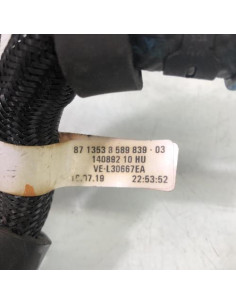 87 1353 8 589 839 - 03
140892 10 HU
VE-L30667EA
16.07.19 22:53:52